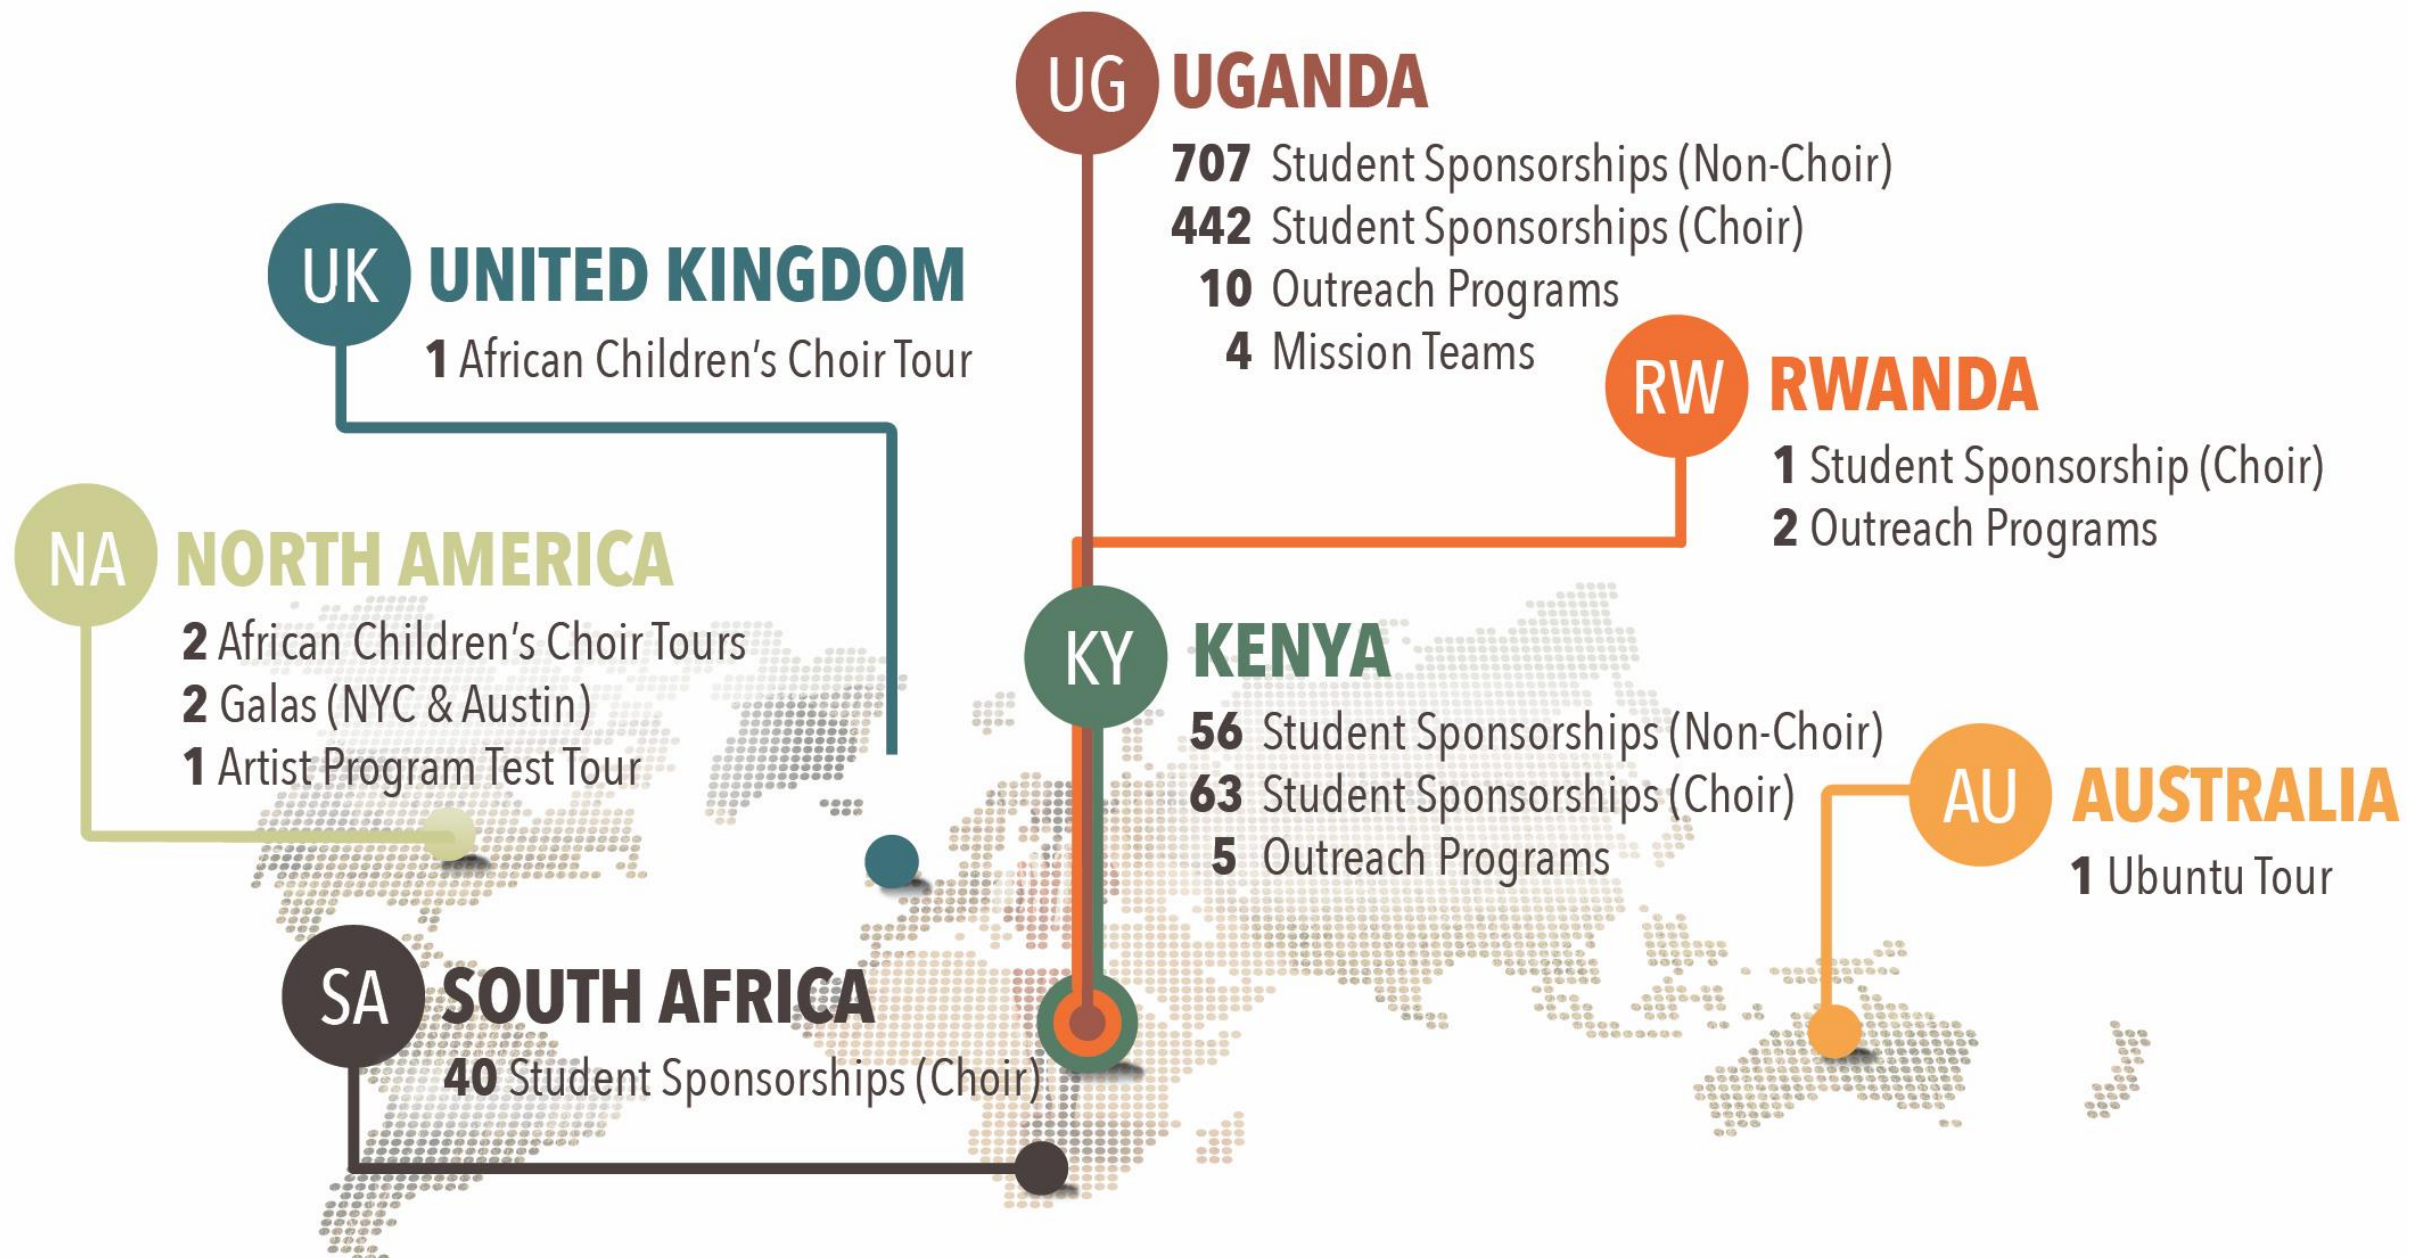 UG UGANDA
707 Student Sponsorships (Non-Choir)
442 Student Sponsorships (Choir)
10 Outreach Programs
4 Mission Teams
UK UNITED KINGDOM
1 African Children's Choir Tour
RW RWANDA
1 Student Sponsorship (Choir)
2 Outreach Programs
NA NORTH AMERICA
2 African Children's Choir Tours
2 Galas (NYC & Austin)
1 Artist Program Test Tour
KY KENYA
56 Student Sponsorships (Non-Choir)
63 Student Sponsorships (Choir)
5 Outreach Programs
AU AUSTRALIA
1 Ubuntu Tour
SA SOUTH AFRICA
40 Student Sponsorships (Choir)